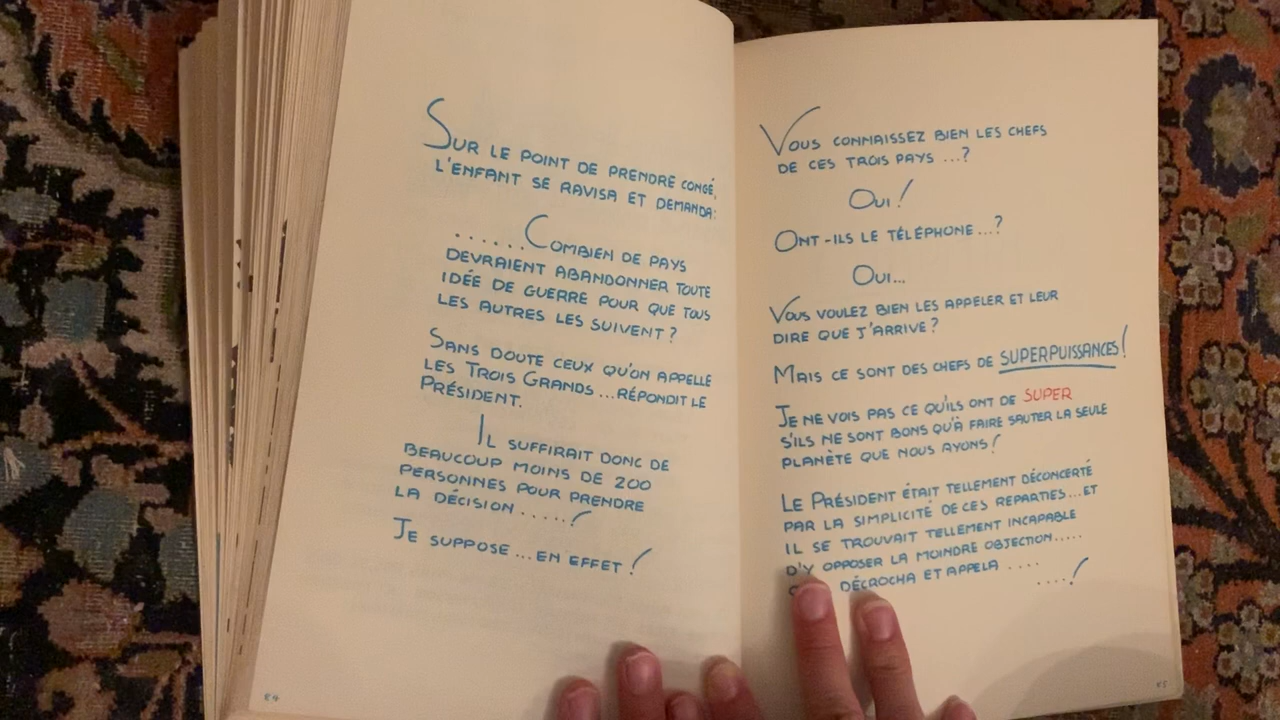 SUR LE POINT DE PRENDRE CONGÉ,
L'ENFANT SE RAVISA ET DEMANDA:
......COMBIEN DE PAYS
DEVRAIENT ABANDONNER TOUTE
IDÉE DE GUERRE POUR QUE TOUS
LES AUTRES LES SUIVENT ?
SANS DOUTE CEUX QU'ON APPELLE
LES TROIS GRANDS ...RÉPONDIT LE
PRÉSIDENT.
IL SUFFIRAIT DONC DE
BEAUCOUP MOINS DE 200
PERSONNES POUR PRENDRE
LA DÉCISION .....!
JE SUPPOSE ... EN EFFET !
84
VOUS CONNAISSEZ BIEN LES CHEFS
DE CES TROIS PAYS ...?
OUI !
ONT-ILS LE TÉLÉPHONE ...?
OUI...
VOUS VOULEZ BIEN LES APPELER ET LEUR
DIRE QUE J'ARRIVE ?
MAIS CE SONT DES CHEFS DE SUPERPUISSANCES !
JE NE VOIS PAS CE QU'ILS ONT DE SUPER
S'ILS NE SONT BONS QU'À FAIRE SAUTER LA SEULE
PLANÈTE QUE NOUS AYONS !
LE PRÉSIDENT ÉTAIT TELLEMENT DÉCONCERTÉ
PAR LA SIMPLICITÉ DE CES REPARTIES ... ET
IL SE TROUVAIT TELLEMENT INCAPABLE
D'Y OPPOSER LA MOINDRE OBJECTION.....
DÉCROCHA ET APPELA ....
....!
85